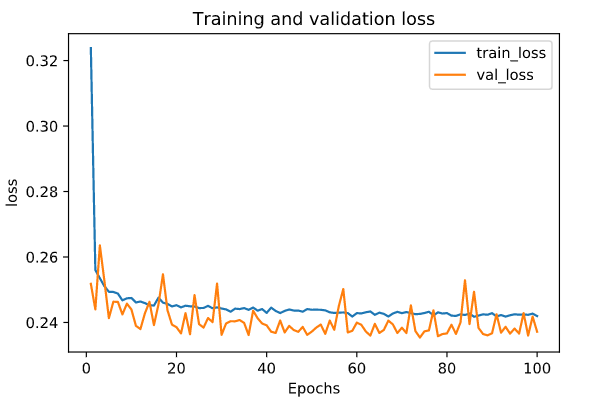 Training and validation loss
train_loss
val_loss
0.32
0.30
0.28
0.26
0.24
loss
0 20 40 60 80 100
Epochs